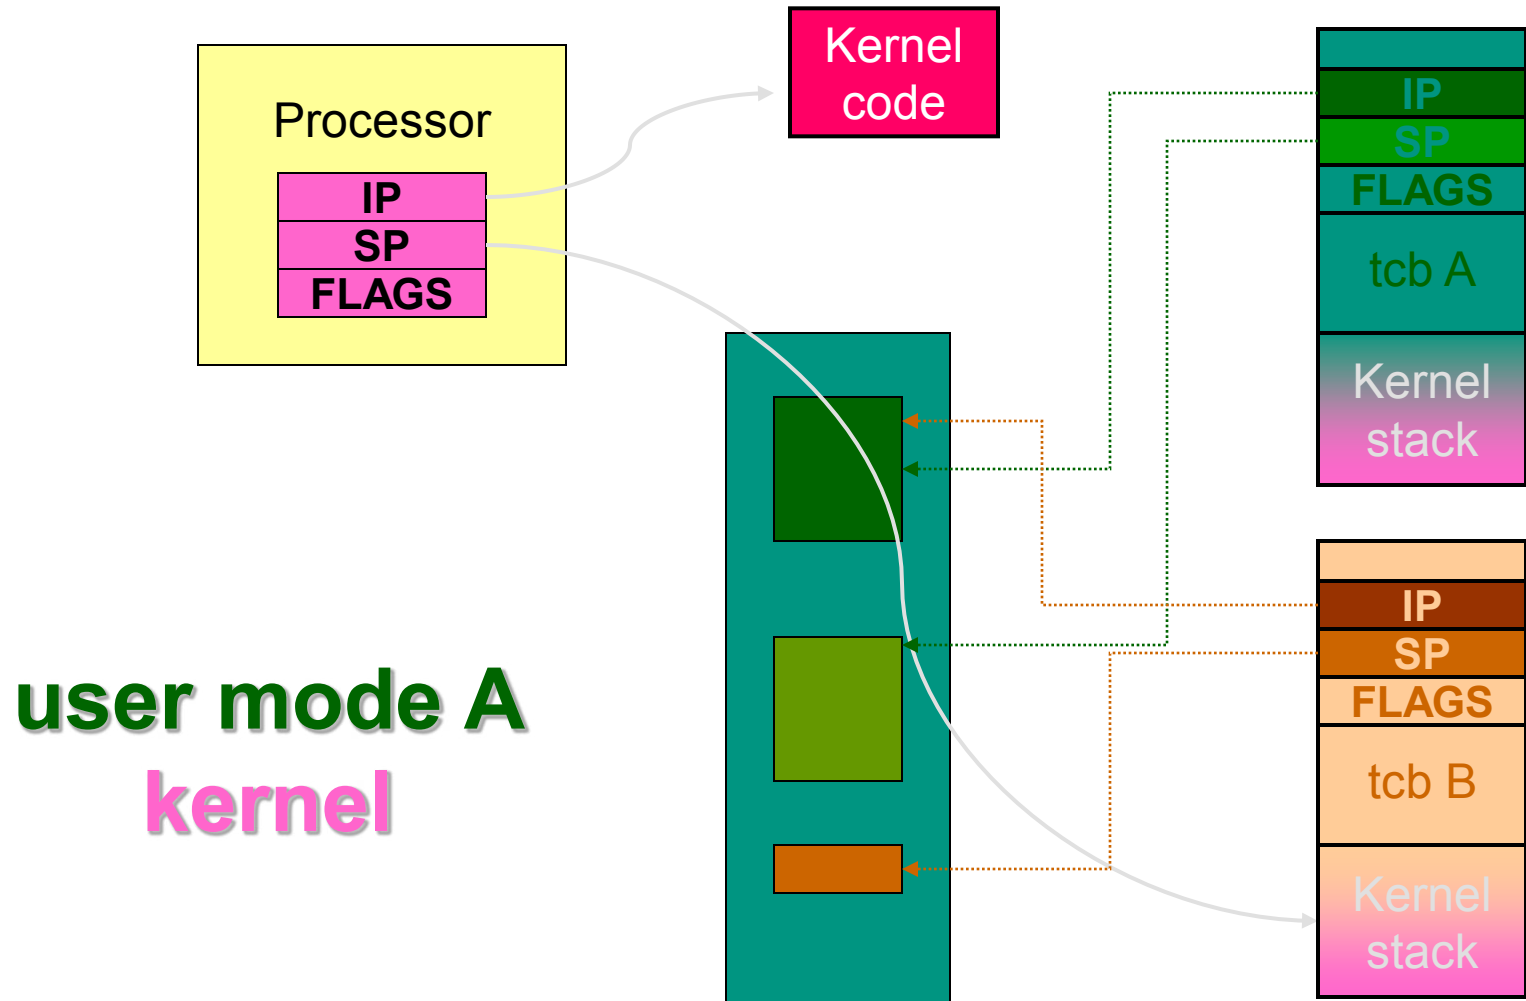 Processor
IP
SP
FLAGS
Kernel
code
IP
SP
FLAGS
tcb A
Kernel
stack
IP
SP
FLAGS
tcb B
Kernel
stack
user mode A
kernel